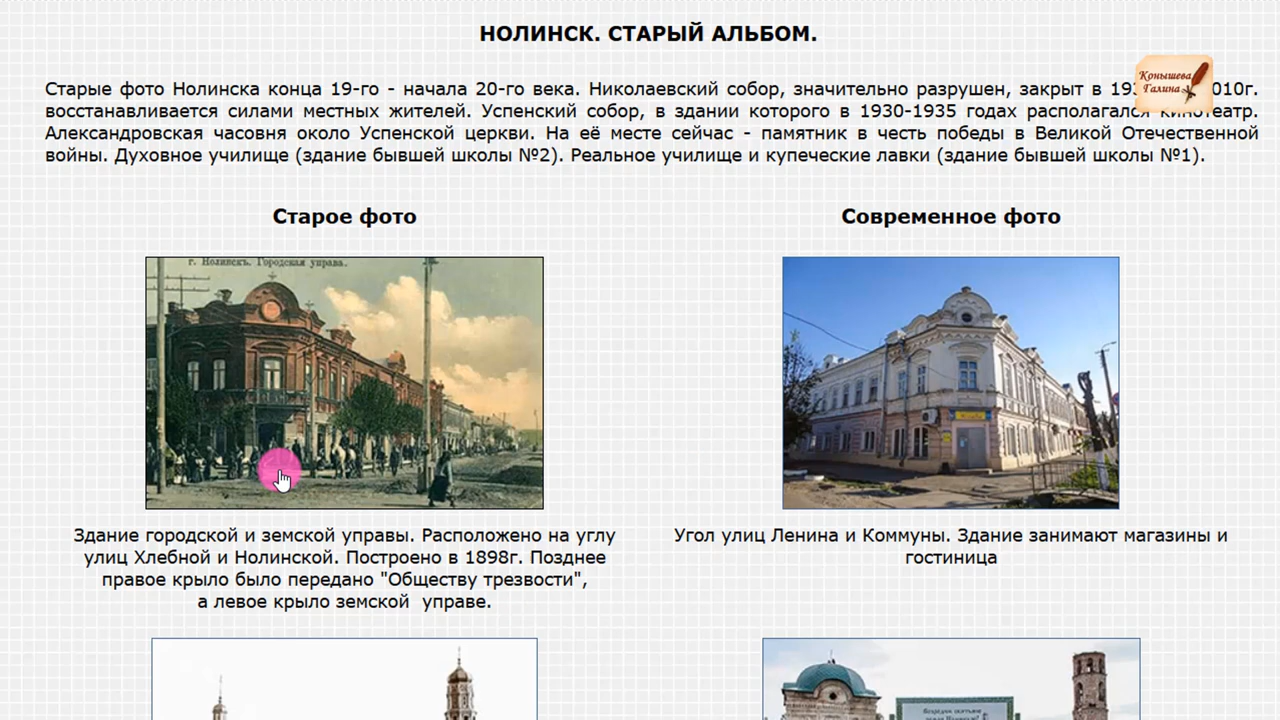 НОЛИНСК. СТАРЫЙ АЛЬБОМ.
Конышева
Галина
Старые фото Нолинска конца 19-го - начала 20-го века. Николаевский собор, значительно разрушен, закрыт в 010г.
восстанавливается силами местных жителей. Успенский собор, в здании которого в 1930-1935 годах располагался кинотеатр.
Александровская часовня около Успенской церкви. На её месте сейчас - памятник в честь победы в Великой Отечественной
войны. Духовное училище (здание бывшей школы №2). Реальное училище и купеческие лавки (здание бывшей школы №1).
Старое фото
Современное фото
г. Нолинскъ. Городская управа.
Здание городской и земской управы. Расположено на углу
улиц Хлебной и Нолинской. Построено в 1898г. Позднее
правое крыло было передано "Обществу трезвости",
а левое крыло земской управе.
Угол улиц Ленина и Коммуны. Здание занимают магазины и
гостиница